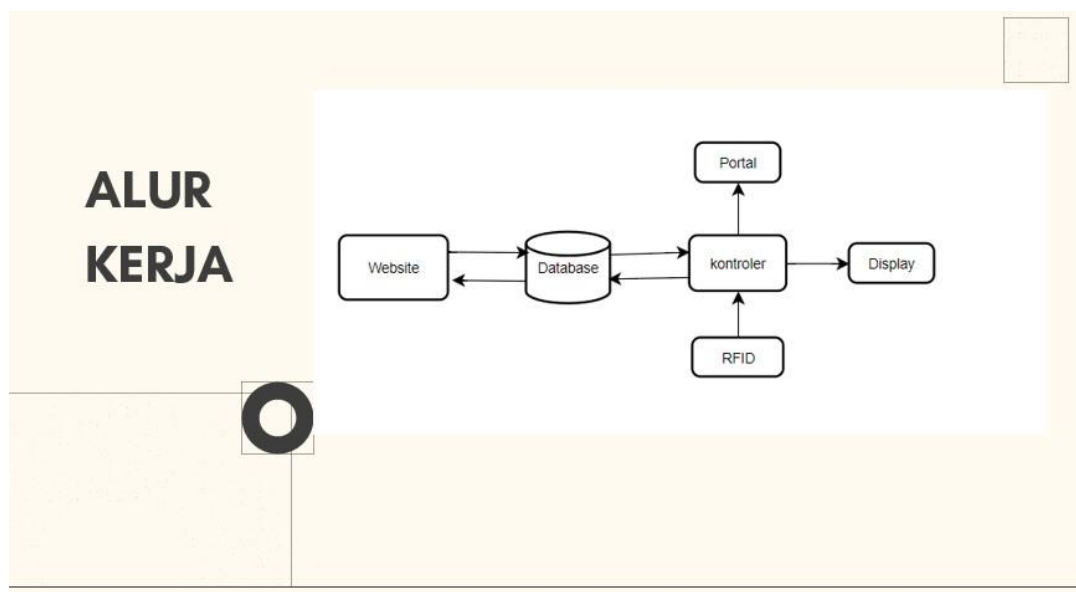 ALUR
KERJA
Portal
Website
Database
kontroler
Display
RFID